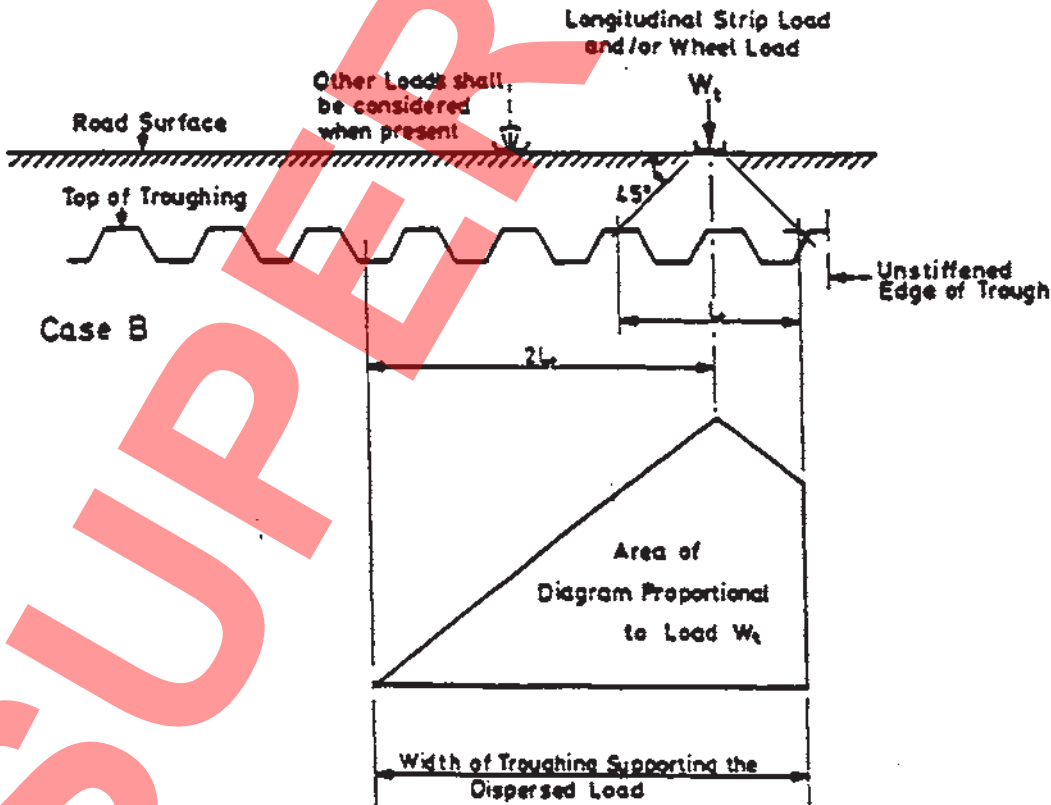 Longitudinal Strip Load
and/or Wheel Load
Wt
Other Loads shall
be considered
when present
Road Surface
45°
Top of Troughing
Unstiffened
Edge of Trough
Case B
Area of
Diagram Proportional
to Load Wt
Width of Troughing Supporting the
Dispersed Load
SUPER